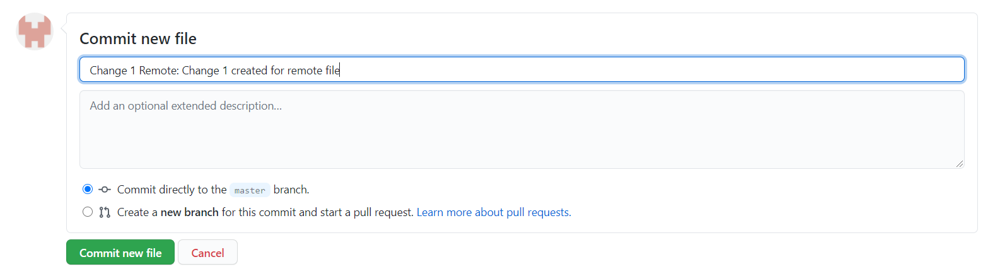 Commit new file
Change 1 Remote: Change 1 created for remote file
Add an optional extended description...
Commit directly to the master branch.
Create a new branch for this commit and start a pull request. Learn more about pull requests.
Commit new file Cancel